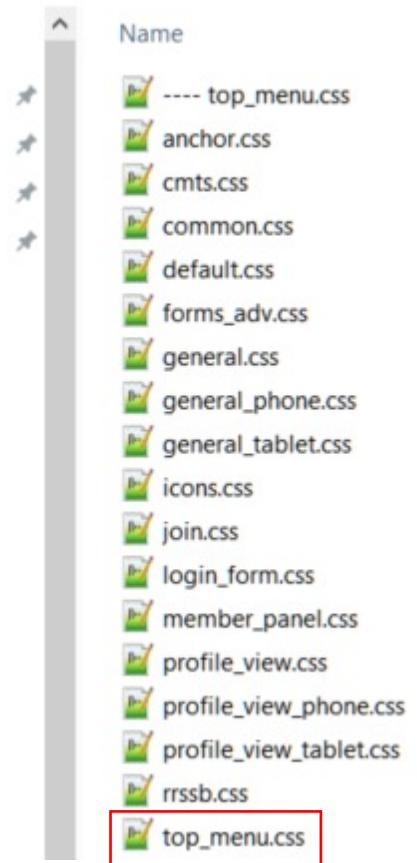 Name
---- top_menu.css
anchor.css
cmts.css
common.css
default.css
forms_adv.css
general.css
general_phone.css
general_tablet.css
icons.css
join.css
login_form.css
member_panel.css
profile_view.css
profile_view_phone.css
profile_view_tablet.css
rrssb.css
top_menu.css